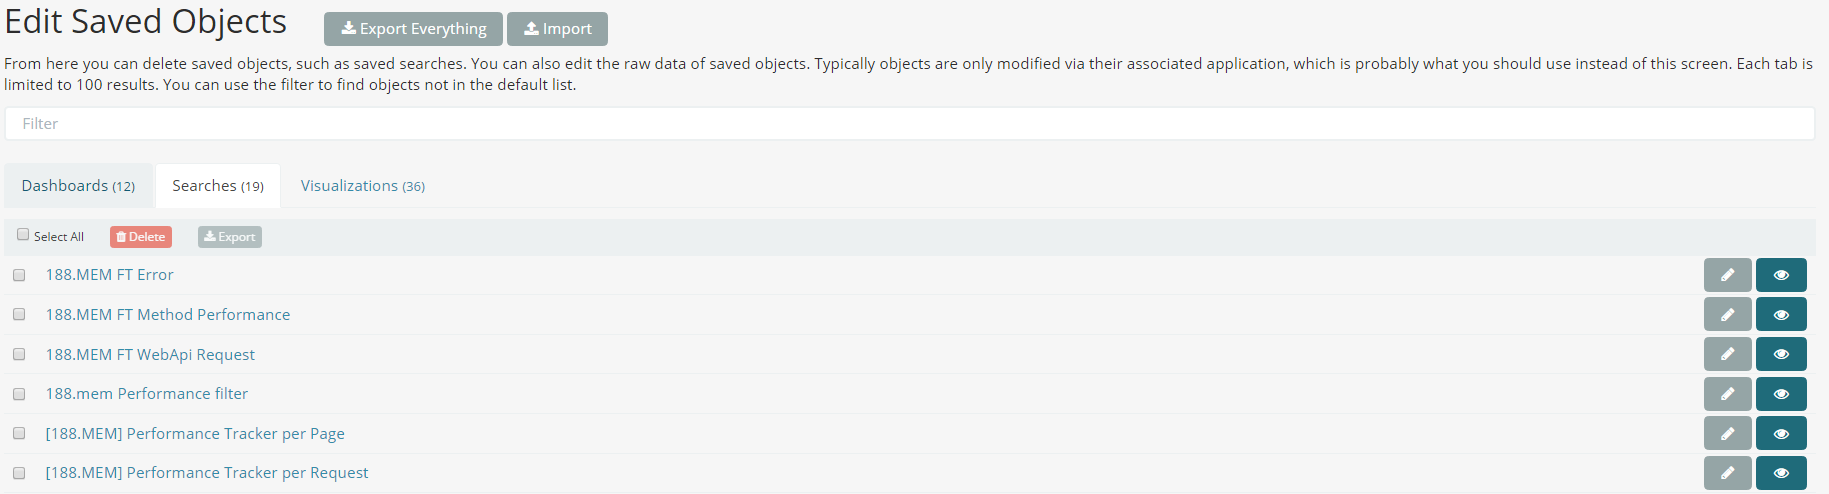 Edit Saved Objects
Export Everything
Import
From here you can delete saved objects, such as saved searches. You can also edit the raw data of saved objects. Typically objects are only modified via their associated application, which is probably what you should use instead of this screen. Each tab is
limited to 100 results. You can use the filter to find objects not in the default list.
Filter
Dashboards (12)
Searches (19)
Visualizations (36)
Select All
Delete
Export
188.MEM FT Error
188.MEM FT Method Performance
188.MEM FT WebApi Request
188.mem Performance filter
[188.MEM] Performance Tracker per Page
[188.MEM] Performance Tracker per Request